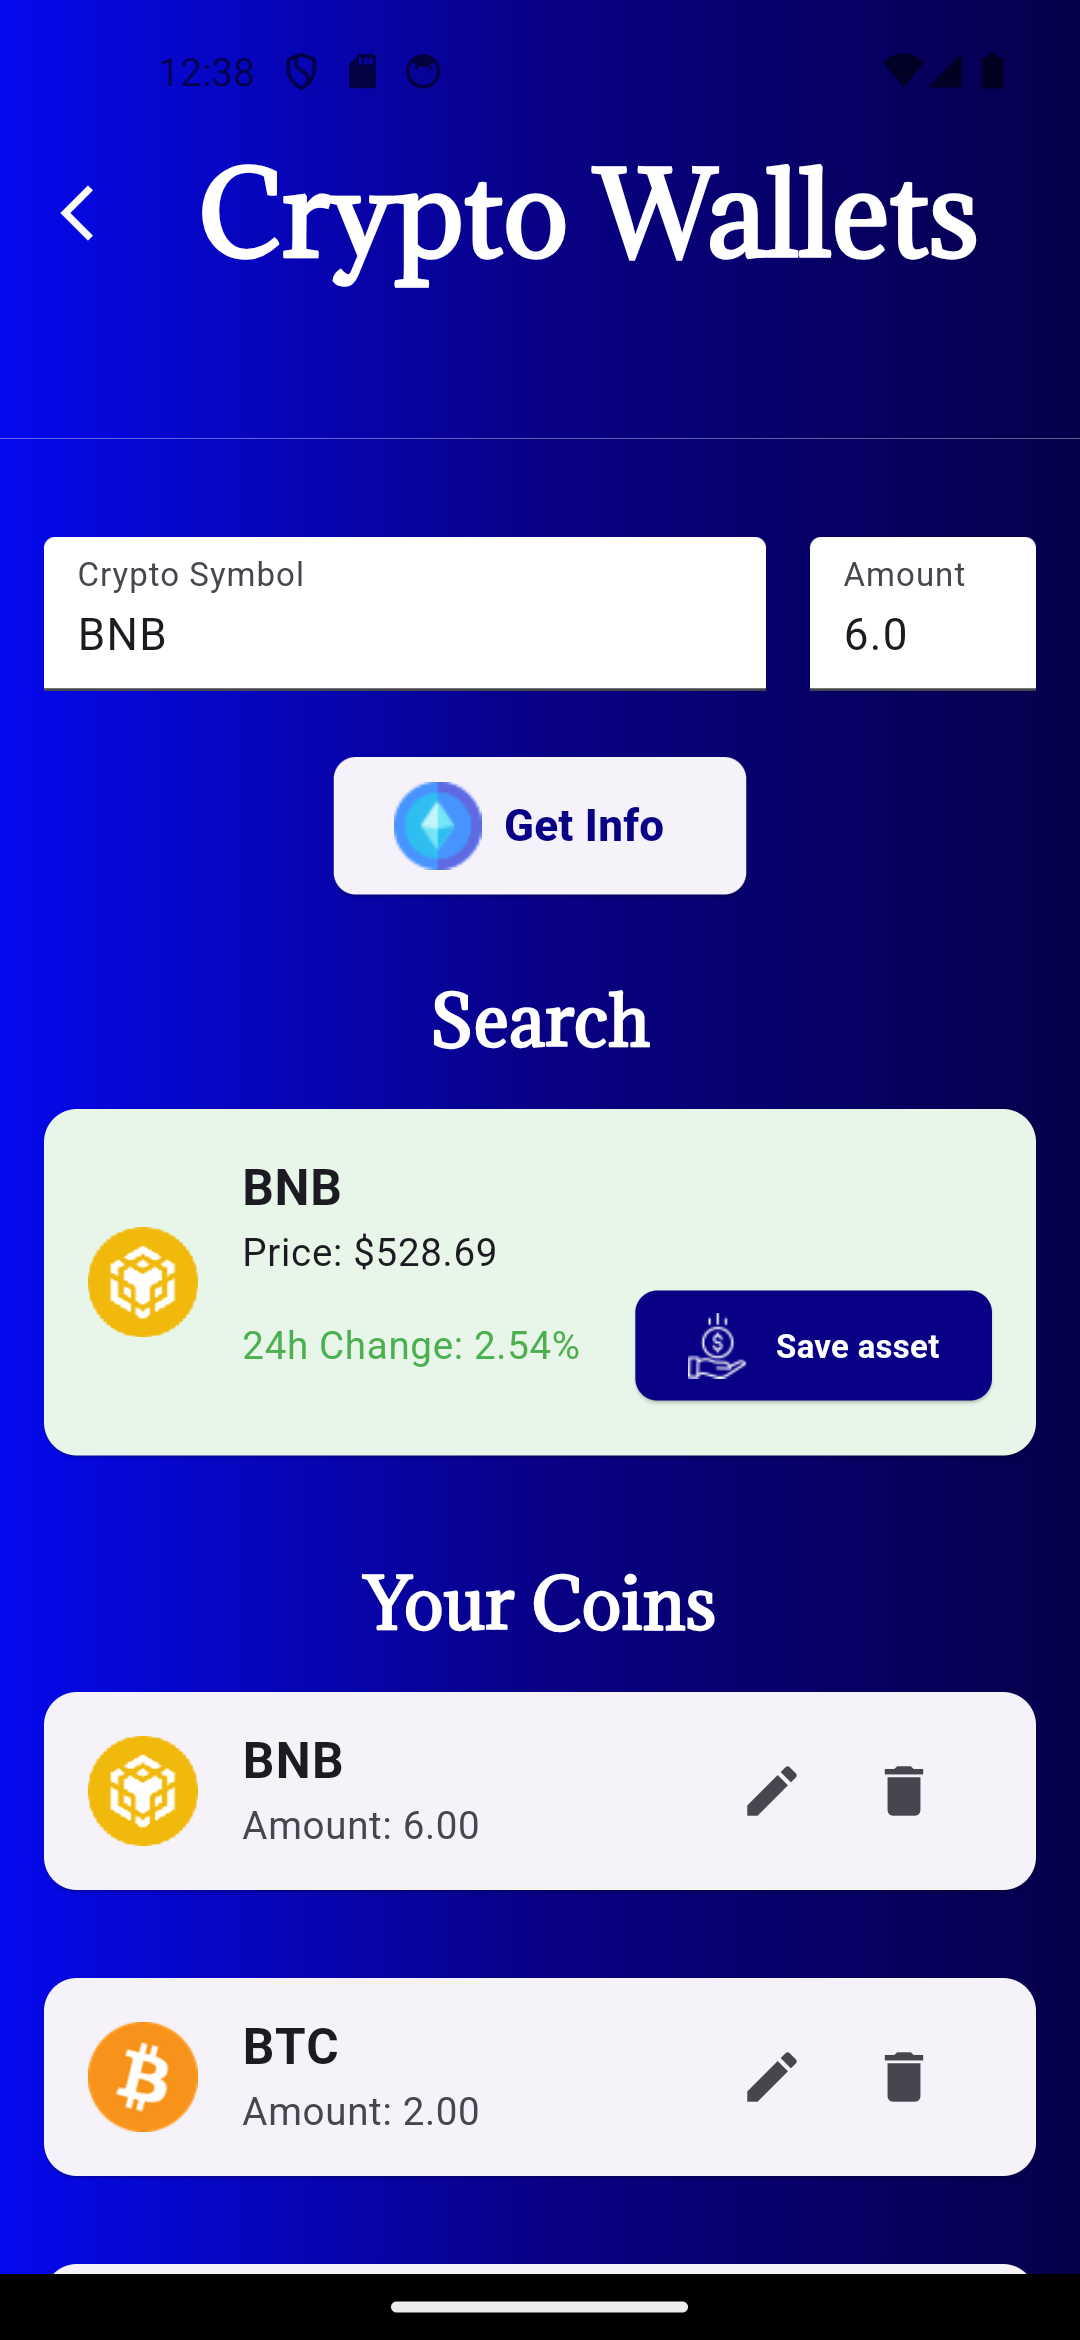 12:38
Crypto Wallets
Crypto Symbol
BNB
Amount
6.0
Get Info
Search
BNB
Price: $528.69
24h Change: 2.54%
Save asset
Your Coins
BNB
Amount: 6.00
BTC
Amount: 2.00